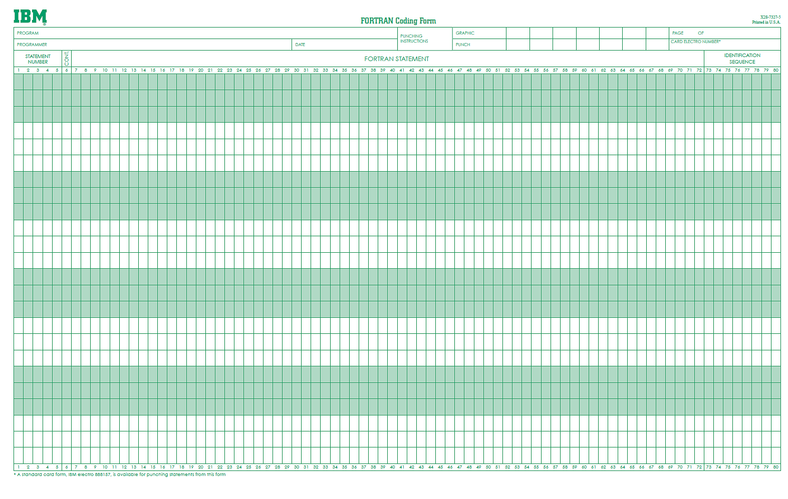 IBM
FORTRAN Coding Form
Printed in U.S.A.
PROGRAM
PROGRAMMER
DATE
PUNCHING
INSTRUCTIONS
GRAPHIC
PUNCH
PAGE OF
CARD ELECTRO NUMBER*
STATEMENT
NUMBER
CONT
FORTRAN STATEMENT
IDENTIFICATION
SEQUENCE
1 2 3 4 5 6 7 8 9 10 11 12 13 14 15 16 17 18 19 20 21 22 23 24 25 26 27 28 29 30 31 32 33 34 35 36 37 38 39 40 41 42 43 44 45 46 47 48 49 50 51 52 53 54 55 56 57 58 59 60 61 62 63 64 65 66 67 68 69 70 71 72 73 74 75 76 77 78 79 80
1 2 3 4 5 6 7 8 9 10 11 12 13 14 15 16 17 18 19 20 21 22 23 24 25 26 27 28 29 30 31 32 33 34 35 36 37 38 39 40 41 42 43 44 45 46 47 48 49 50 51 52 53 54 55 56 57 58 59 60 61 62 63 64 65 66 67 68 69 70 71 72 73 74 75 76 77 78 79 80
* A standard card form, IBM electro 888157, is available for punching statements from this form